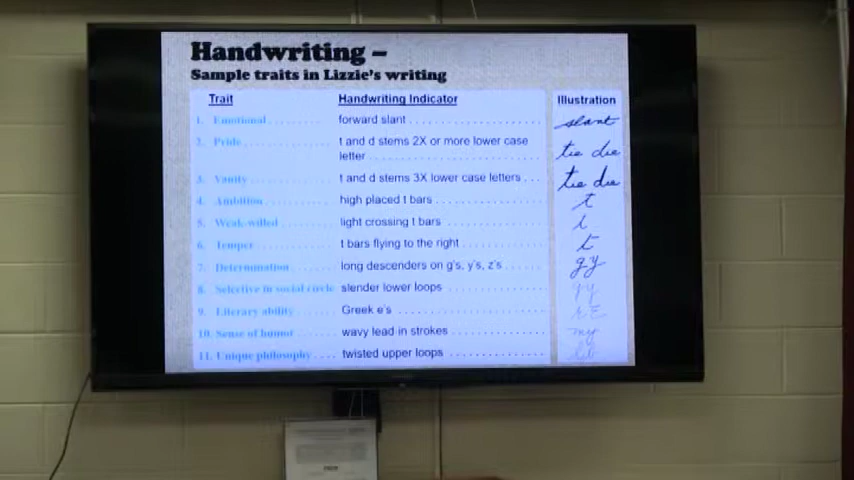 Handwriting –
Sample traits in Lizzie's writing
Trait Handwriting Indicator Illustration
1. Emotional . . . . . . . . forward slant . . . . . . . . . . . . . . . . . . . . . . slant
2. Pride . . . . . . . . . . . . . t and d stems 2X or more lower case
letter . . . . . . . . . . . . . . . . . . . . . . . . . . . . tie die
3. Vanity . . . . . . . . . . . . t and d stems 3X lower case letters . . . tie die
4. Ambition . . . . . . . . . high placed t bars . . . . . . . . . . . . . . . . . . t
5. Weak-willed . . . . . . . light crossing t bars . . . . . . . . . . . . . . . . t
6. Temper . . . . . . . . . . . t bars flying to the right . . . . . . . . . . . . . t
7. Determination . . . . . . long descenders on g's, y's, z's . . . . . . g y
8. Selective in social circle slender lower loops . . . . . . . . . . . . . . . g y
9. Literary ability . . . . . . Greek e's . . . . . . . . . . . . . . . . . . . . . . .
10. Sense of humor . . . . . wavy lead in strokes . . . . . . . . . . . . . . . my
11. Unique philosophy . . . . twisted upper loops . . . . . . . . . . . . . . .